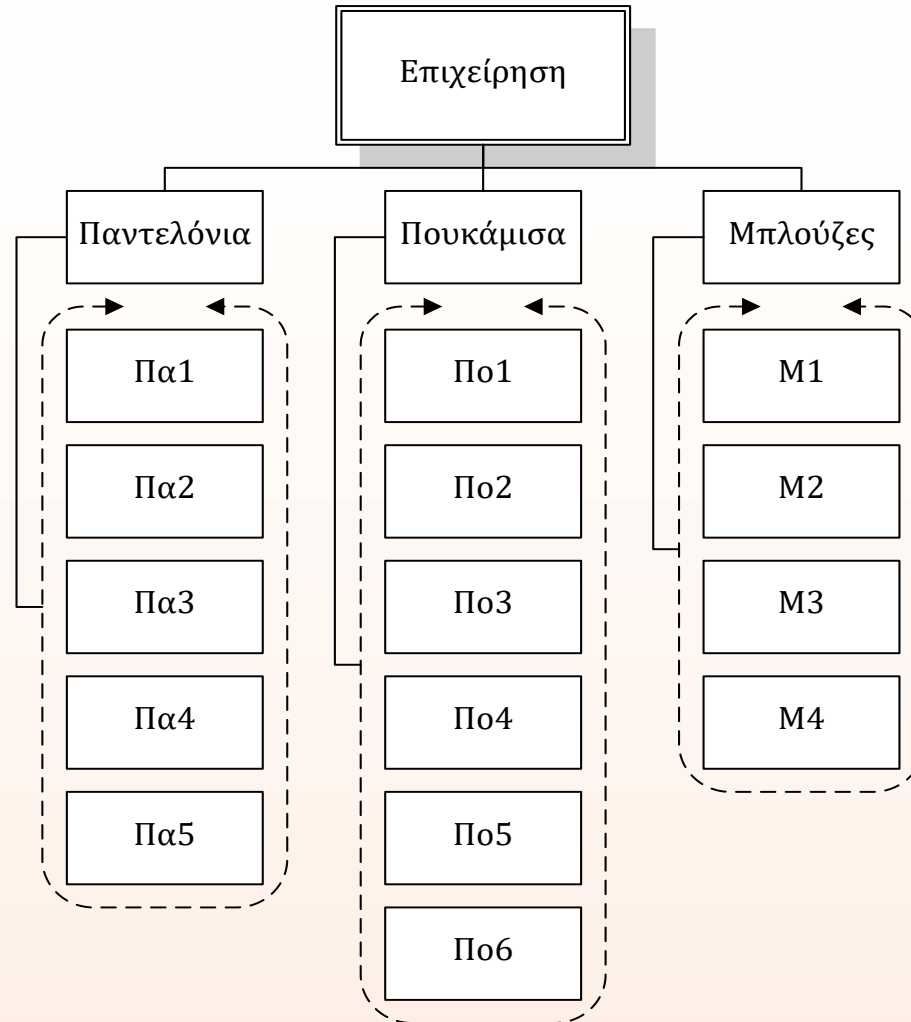 Επιχείρηση
Παντελόνια
Πουκάμισα
Μπλούζες
Πα1
Πο1
Μ1
Πα2
Πο2
Μ2
Πα3
Πο3
Μ3
Πα4
Πο4
Μ4
Πα5
Πο5
Πο6